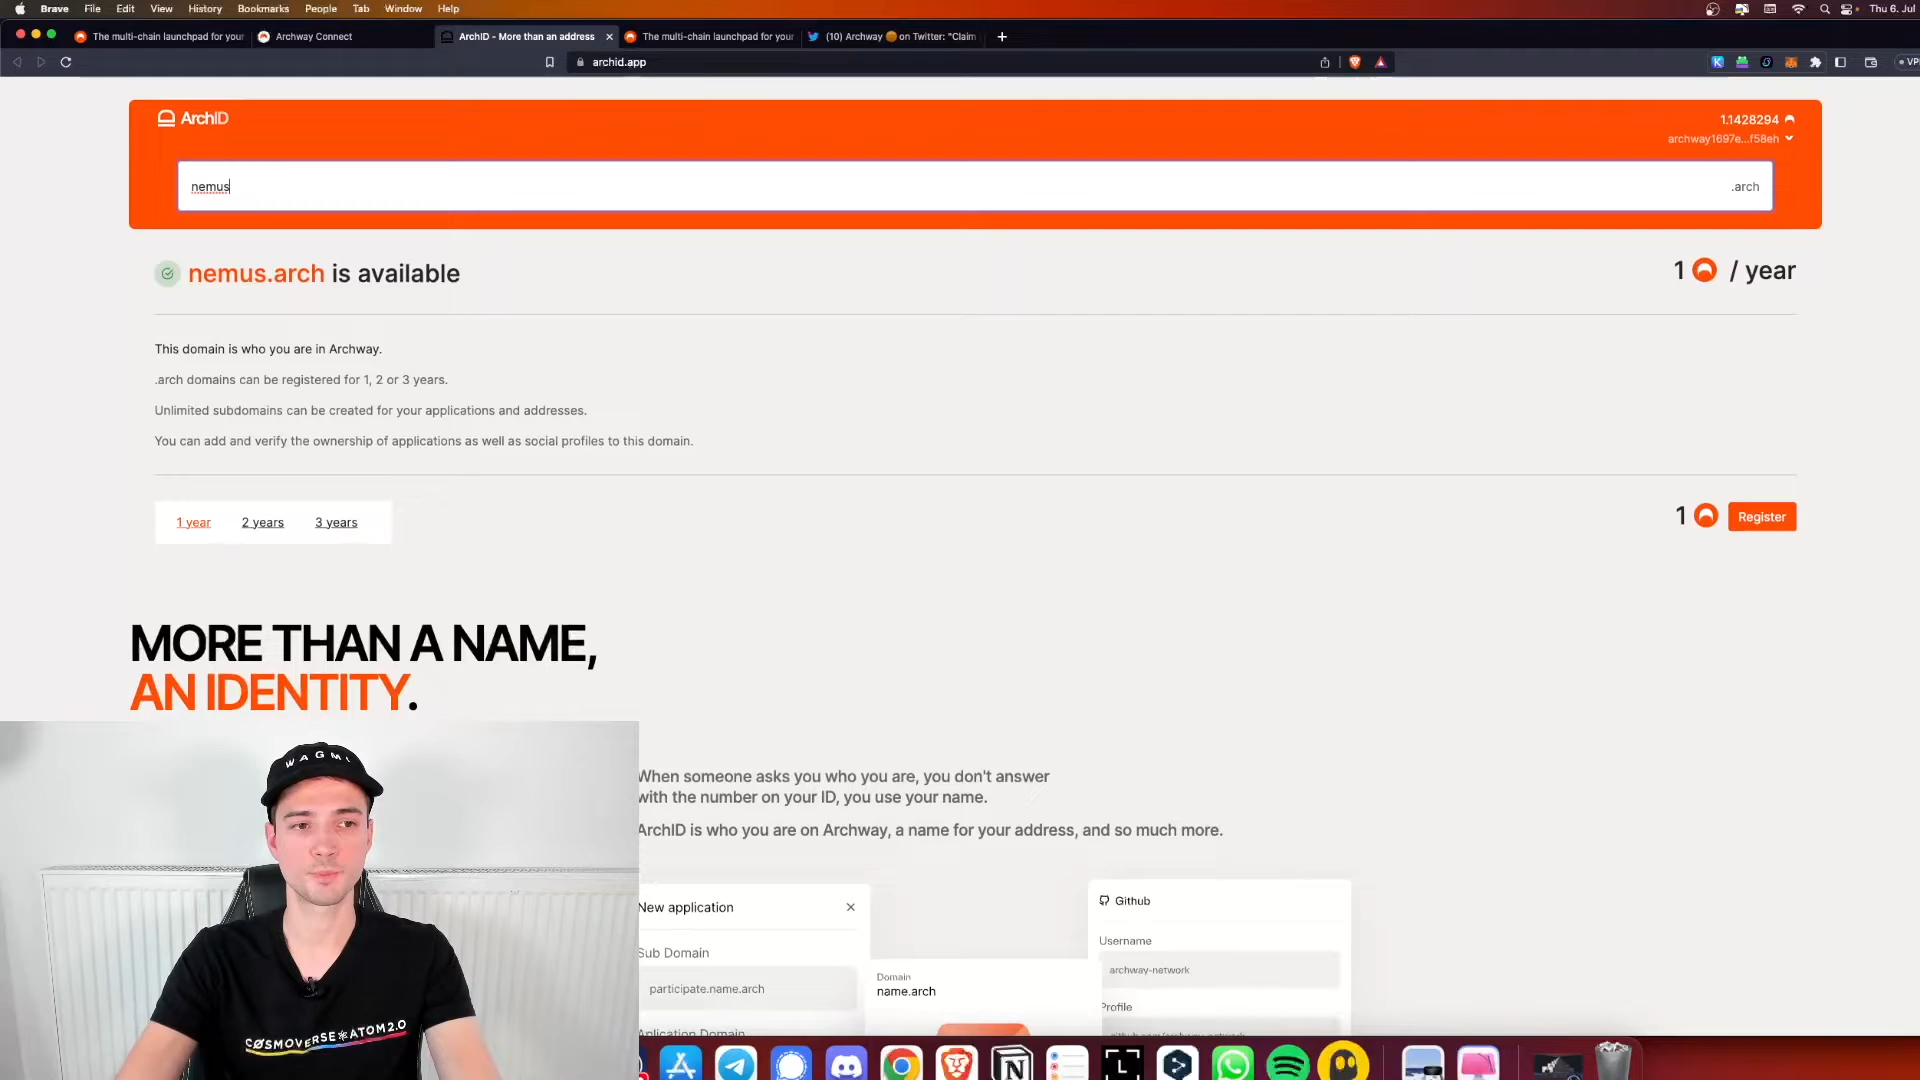 Brave File Edit View History Bookmarks People Tab Window Help Thu 6. Jul
The multi-chain launchpad for your
Archway Connect
ArchID - More than an address
The multi-chain launchpad for your
(10) Archway on Twitter: "Claim
archid.app
VP
ArchID
1.1428294
archway1697e...f58eh
nemus
.arch
nemus.arch is available
1 / year
This domain is who you are in Archway.
.arch domains can be registered for 1, 2 or 3 years.
Unlimited subdomains can be created for your applications and addresses.
You can add and verify the ownership of applications as well as social profiles to this domain.
1 year 2 years 3 years
1 Register
MORE THAN A NAME,
AN IDENTITY.
When someone asks you who you are, you don't answer
with the number on your ID, you use your name.
ArchID is who you are on Archway, a name for your address, and so much more.
New application
Sub Domain
participate.name.arch
Aplication Domain
Domain
name.arch
Github
Username
archway-network
Profile
WAGMI
COSMOVERSE ATOM2.0